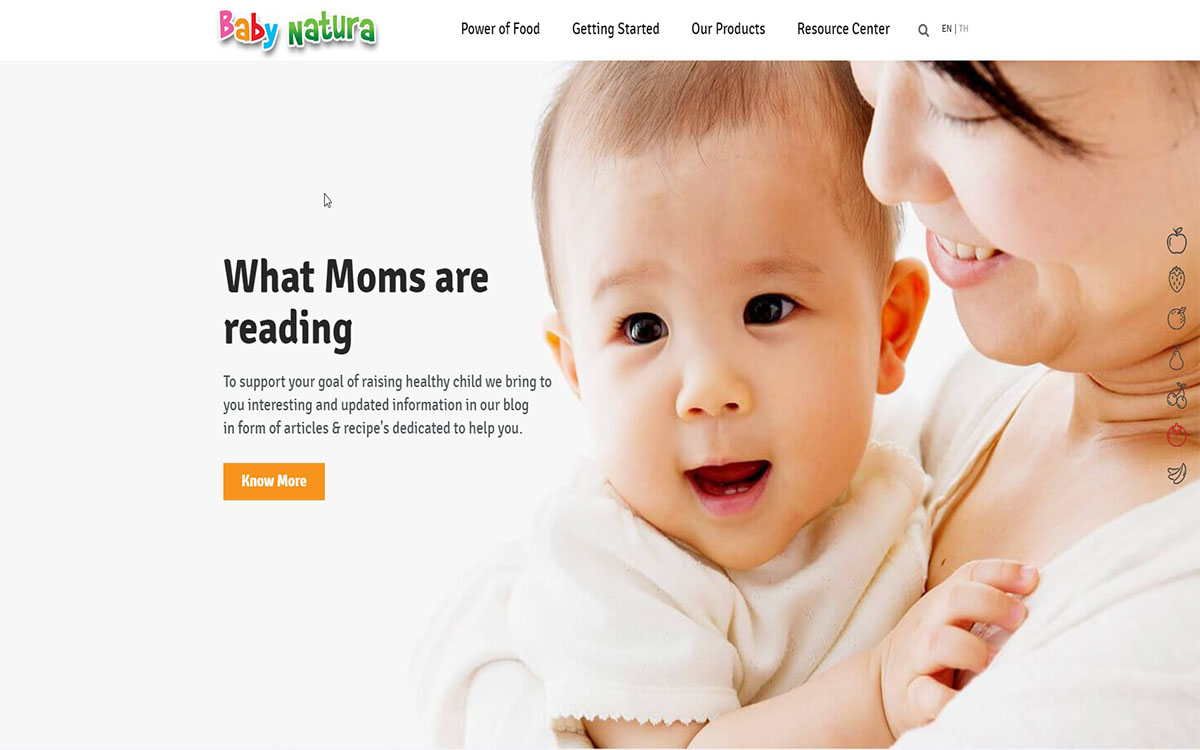 Baby Natura
Power of Food
Getting Started
Our Products
Resource Center
EN | TH
What Moms are
reading
To support your goal of raising healthy child we bring to
you interesting and updated information in our blog
in form of articles & recipe's dedicated to help you.
Know More